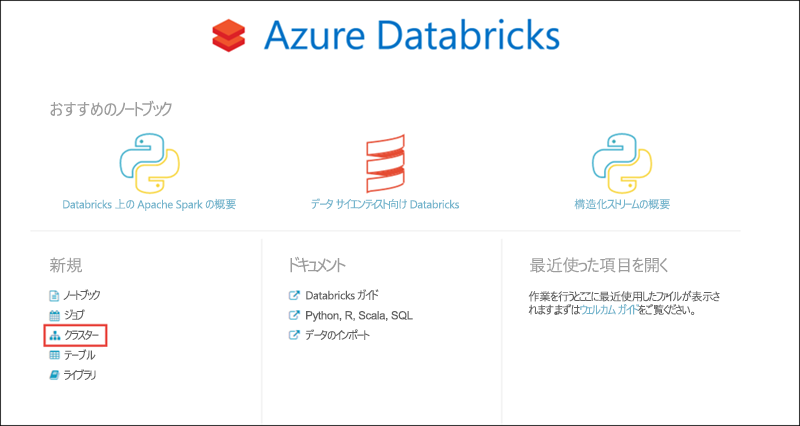 Azure Databricks
おすすめのノートブック
Databricks 上の Apache Spark の概要
データ サイエンティスト向け Databricks
構造化ストリームの概要
新規
ノートブック
ジョブ
クラスター
テーブル
ライブラリ
ドキュメント
Databricks ガイド
Python, R, Scala, SQL
データのインポート
最近使った項目を開く
作業を行うとここに最近使用したファイルが表示さ
れますまずはウェルカム ガイドをご覧ください。